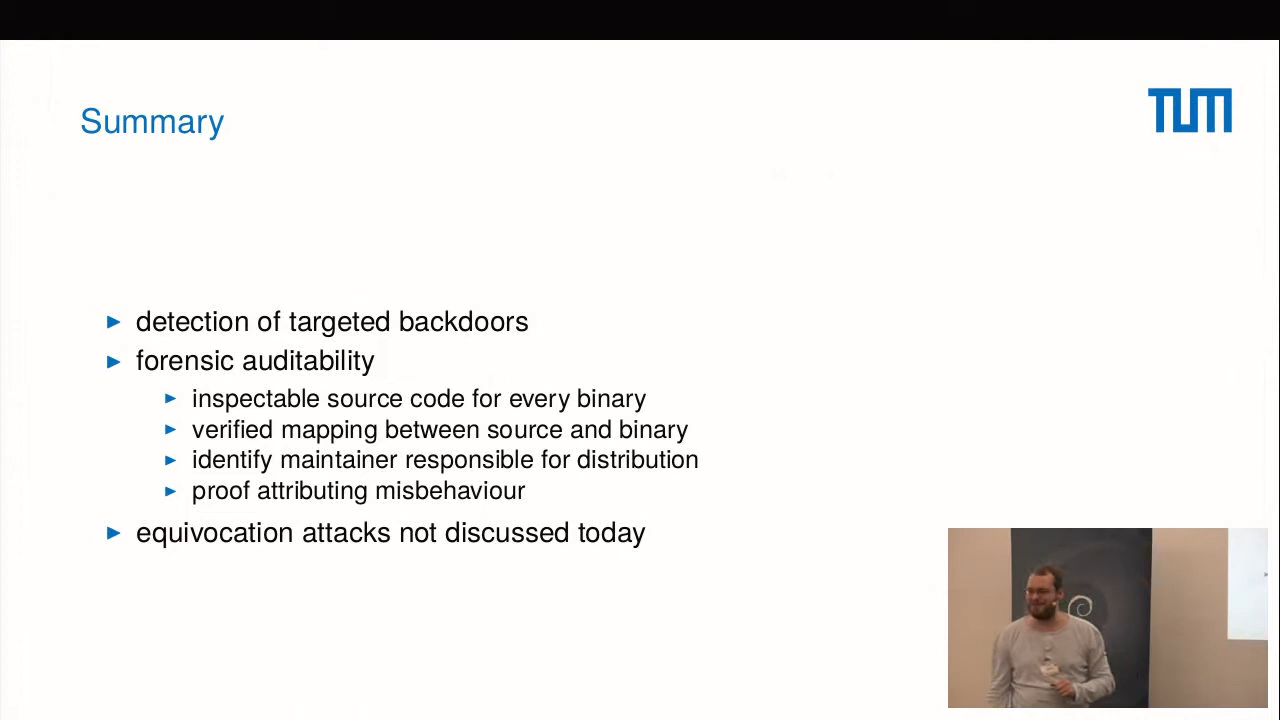 Summary
TUM
detection of targeted backdoors
forensic auditability
inspectable source code for every binary
verified mapping between source and binary
identify maintainer responsible for distribution
proof attributing misbehaviour
equivocation attacks not discussed today